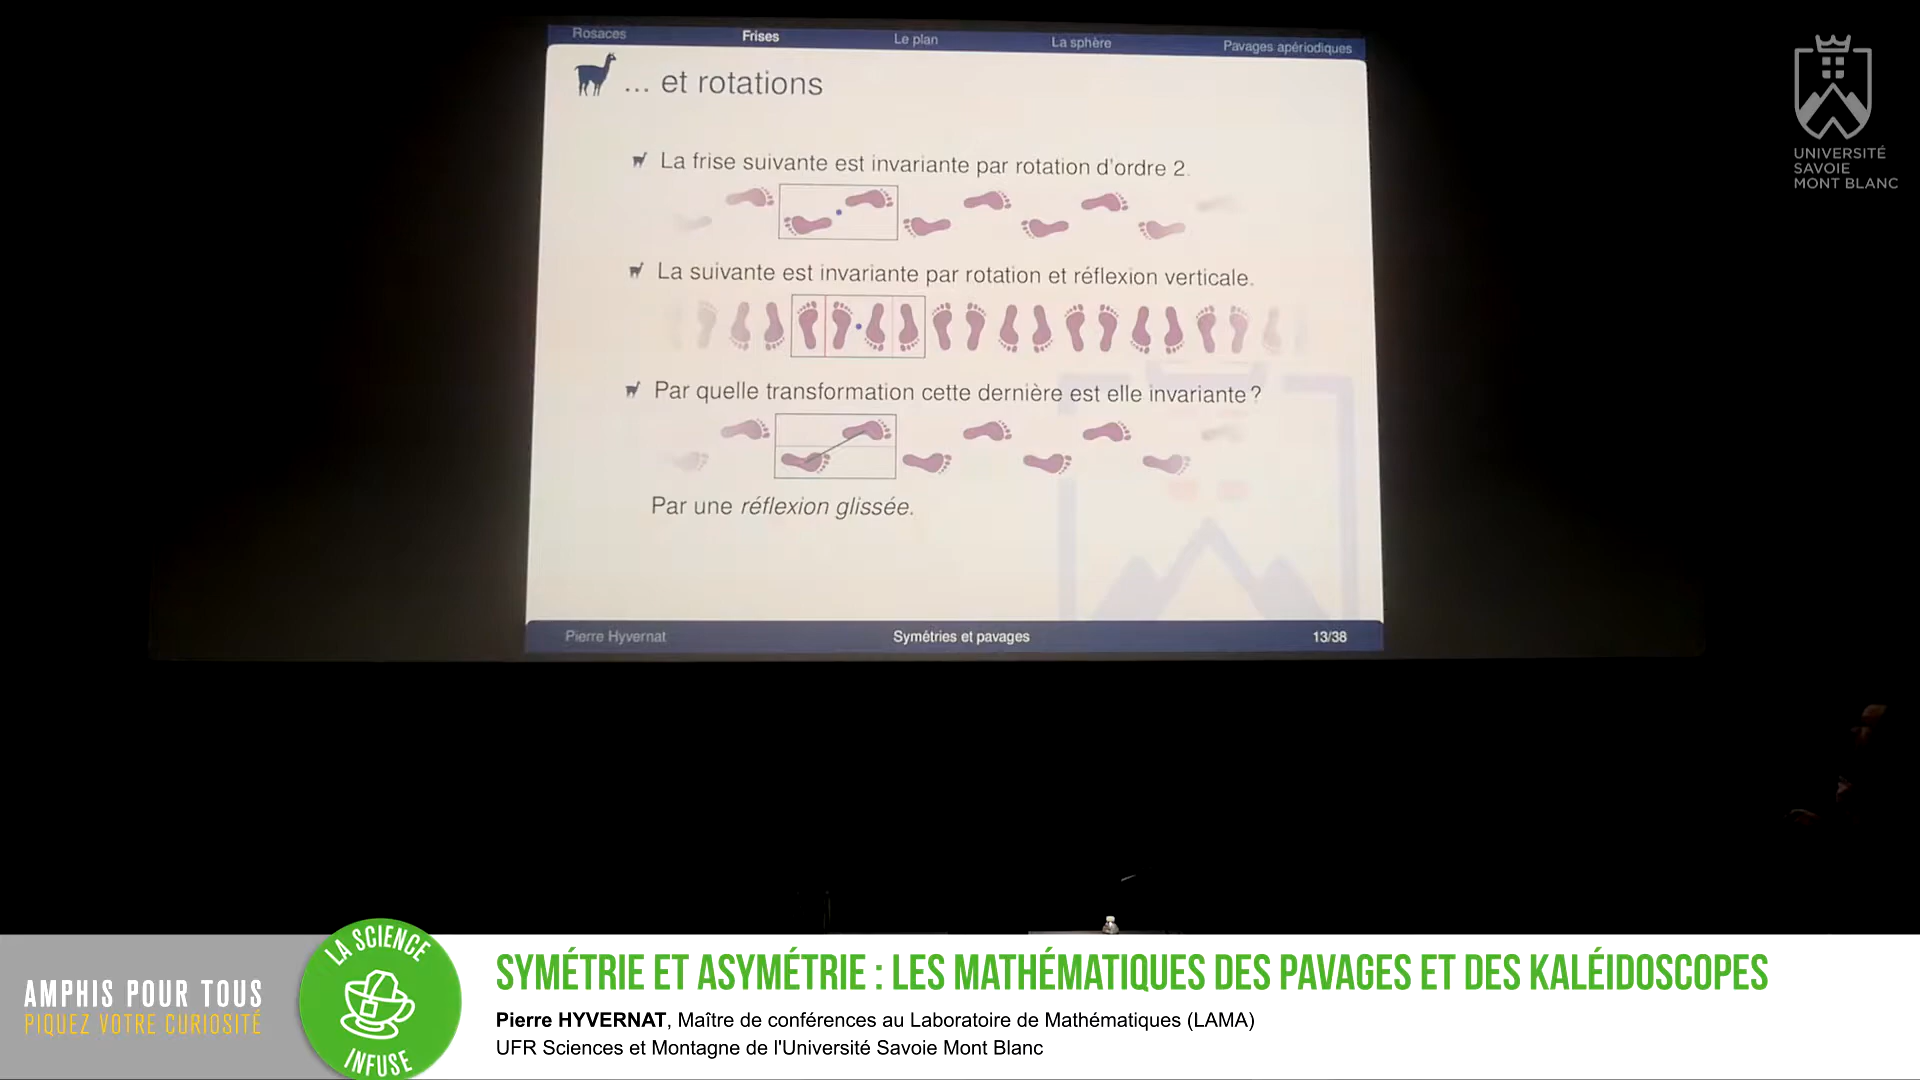 Rosaces
Frises
Le plan
La sphère
Pavages apériodiques
... et rotations
La frise suivante est invariante par rotation d'ordre 2.
La suivante est invariante par rotation et réflexion verticale.
Par quelle transformation cette dernière est elle invariante ?
Par une réflexion glissée.
Pierre Hyvernat
Symétries et pavages
13/38
UNIVERSITÉ
SAVOIE
MONT BLANC
AMPHIS POUR TOUS
PIQUEZ VOTRE CURIOSITÉ
LA SCIENCE
INFUSE
SYMÉTRIE ET ASYMÉTRIE : LES MATHÉMATIQUES DES PAVAGES ET DES KALÉIDOSCOPES
Pierre HYVERNAT, Maître de conférences au Laboratoire de Mathématiques (LAMA)
UFR Sciences et Montagne de l'Université Savoie Mont Blanc